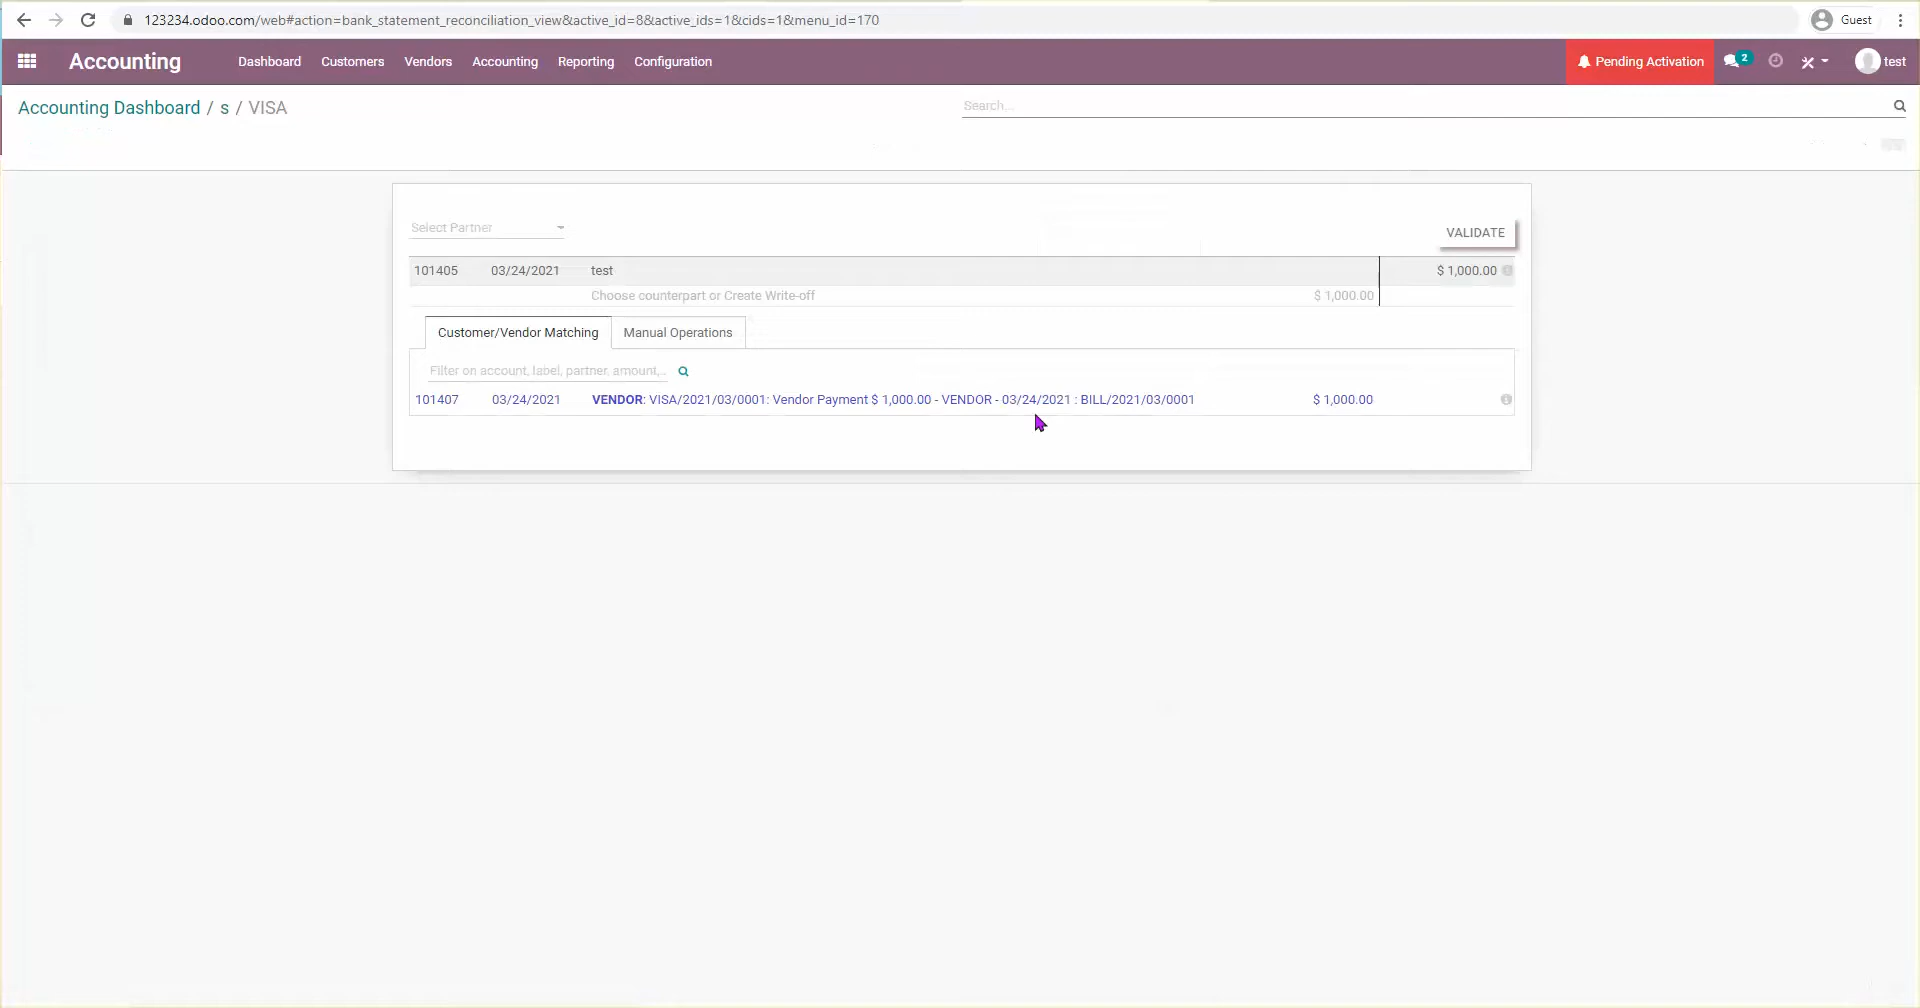 123234.odoo.com/web#action=bank_statement_reconciliation_view&active_id=8&active_ids=1&cids=1&menu_id=170
Guest
Accounting
Dashboard
Customers
Vendors
Accounting
Reporting
Configuration
Pending Activation
2
test
Accounting Dashboard / s / VISA
Search...
Select Partner
VALIDATE
101405 03/24/2021 test $ 1,000.00
Choose counterpart or Create Write-off $ 1,000.00
Customer/Vendor Matching
Manual Operations
Filter on account, label, partner, amount,..
101407 03/24/2021 VENDOR: VISA/2021/03/0001: Vendor Payment $ 1,000.00 - VENDOR - 03/24/2021 : BILL/2021/03/0001 $ 1,000.00